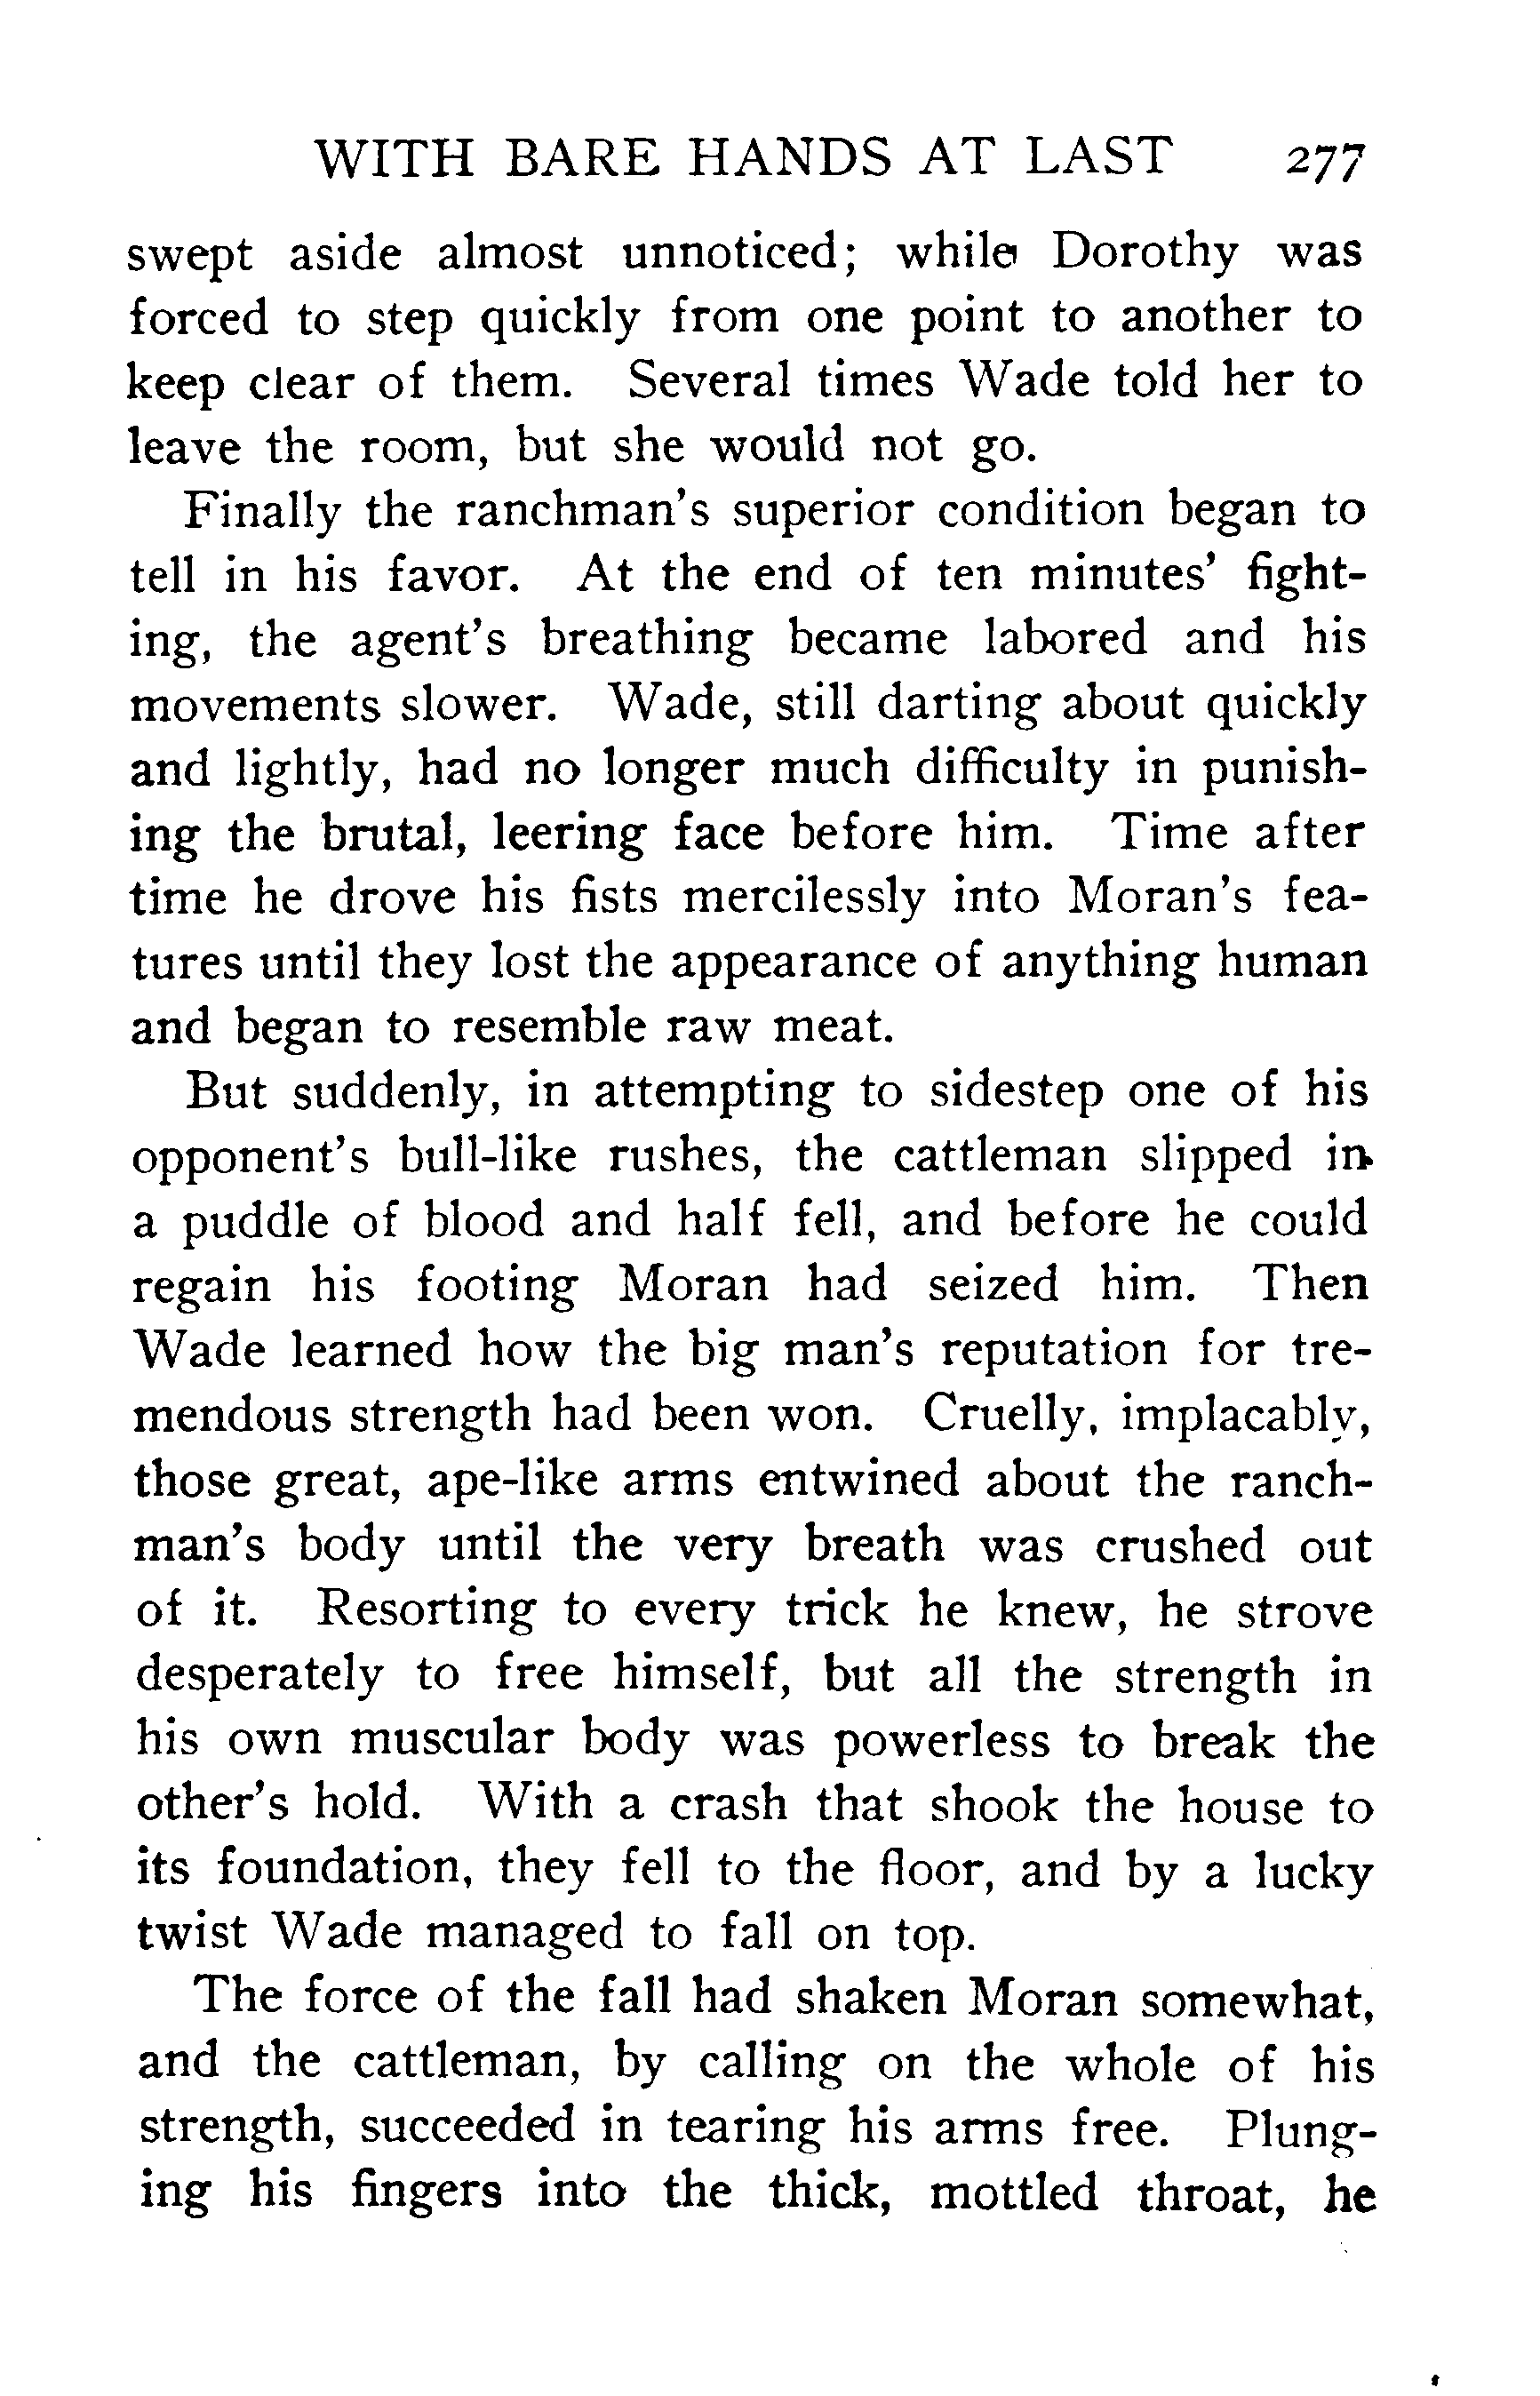 WITH BARE HANDS AT LAST 277
swept aside almost unnoticed; while Dorothy was
forced to step quickly from one point to another to
keep clear of them. Several times Wade told her to
leave the room, but she would not go.
Finally the ranchman's superior condition began to
tell in his favor. At the end of ten minutes' fight-
ing, the agent's breathing became labored and his
movements slower. Wade, still darting about quickly
and lightly, had no longer much difficulty in punish-
ing the brutal, leering face before him. Time after
time he drove his fists mercilessly into Moran's fea-
tures until they lost the appearance of anything human
and began to resemble raw meat.
But suddenly, in attempting to sidestep one of his
opponent's bull-like rushes, the cattleman slipped in
a puddle of blood and half fell, and before he could
regain his footing Moran had seized him. Then
Wade learned how the big man's reputation for tre-
mendous strength had been won. Cruelly, implacably,
those great, ape-like arms entwined about the ranch-
man's body until the very breath was crushed out
of it. Resorting to every trick he knew, he strove
desperately to free himself, but all the strength in
his own muscular body was powerless to break the
other's hold. With a crash that shook the house to
its foundation, they fell to the floor, and by a lucky
twist Wade managed to fall on top.
The force of the fall had shaken Moran somewhat,
and the cattleman, by calling on the whole of his
strength, succeeded in tearing his arms free. Plung-
ing his fingers into the thick, mottled throat, he